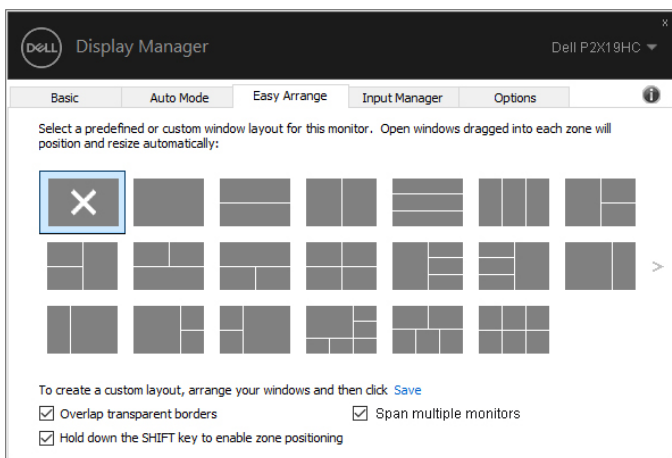 DELL Display Manager
Dell P2X19HC
Basic Auto Mode Easy Arrange Input Manager Options
Select a predefined or custom window layout for this monitor. Open windows dragged into each zone will
position and resize automatically:
To create a custom layout, arrange your windows and then click Save
Overlap transparent borders
Span multiple monitors
Hold down the SHIFT key to enable zone positioning